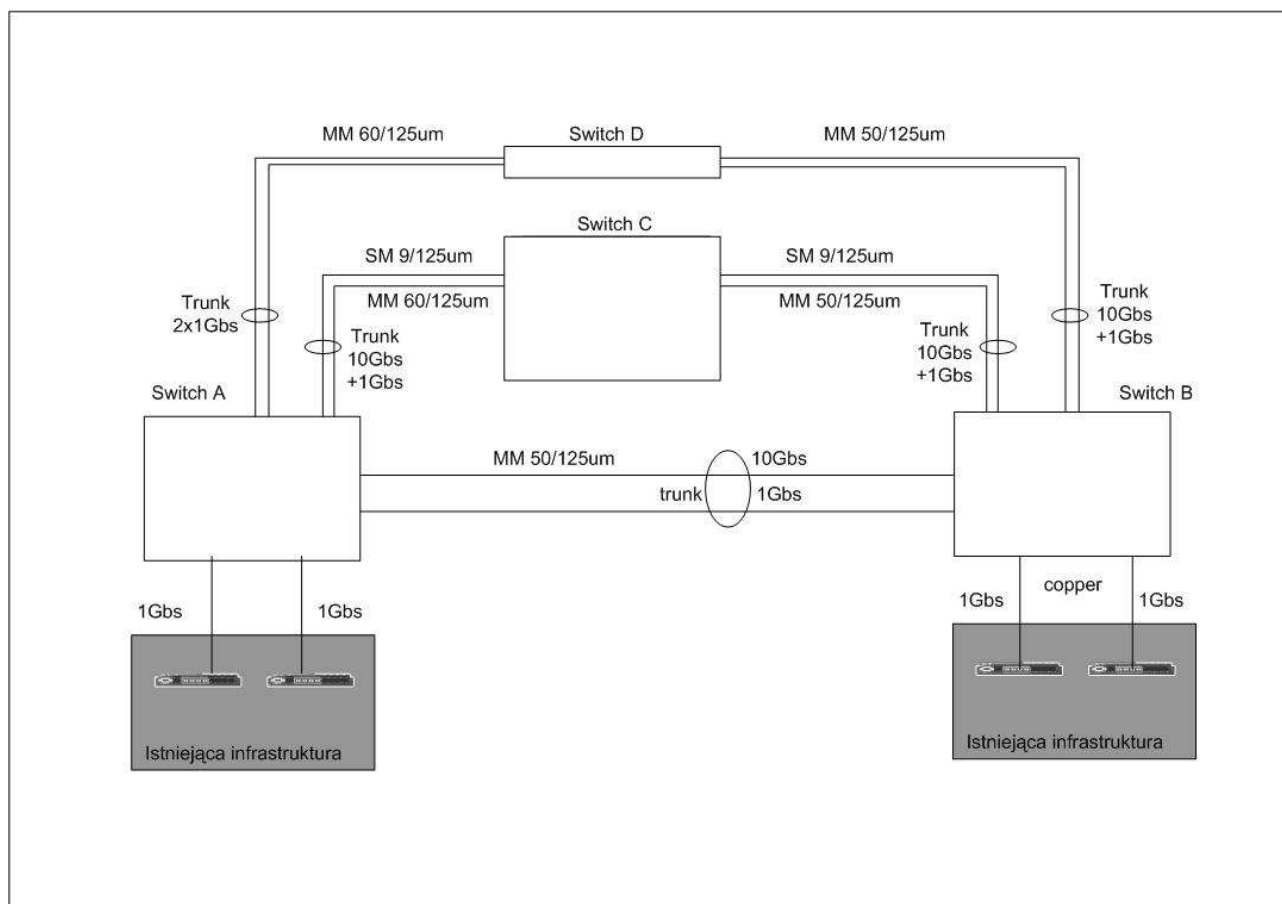 MM 60/125um
Switch D
MM 50/125um
Switch C
SM 9/125um
SM 9/125um
MM 60/125um
MM 50/125um
Trunk
2x1Gbs
Trunk
10Gbs
+1Gbs
Trunk
10Gbs
+1Gbs
Trunk
10Gbs
+1Gbs
Switch A
Switch B
MM 50/125um
10Gbs
trunk
1Gbs
1Gbs
1Gbs
copper
1Gbs
1Gbs
Istniejąca infrastruktura
Istniejąca infrastruktura